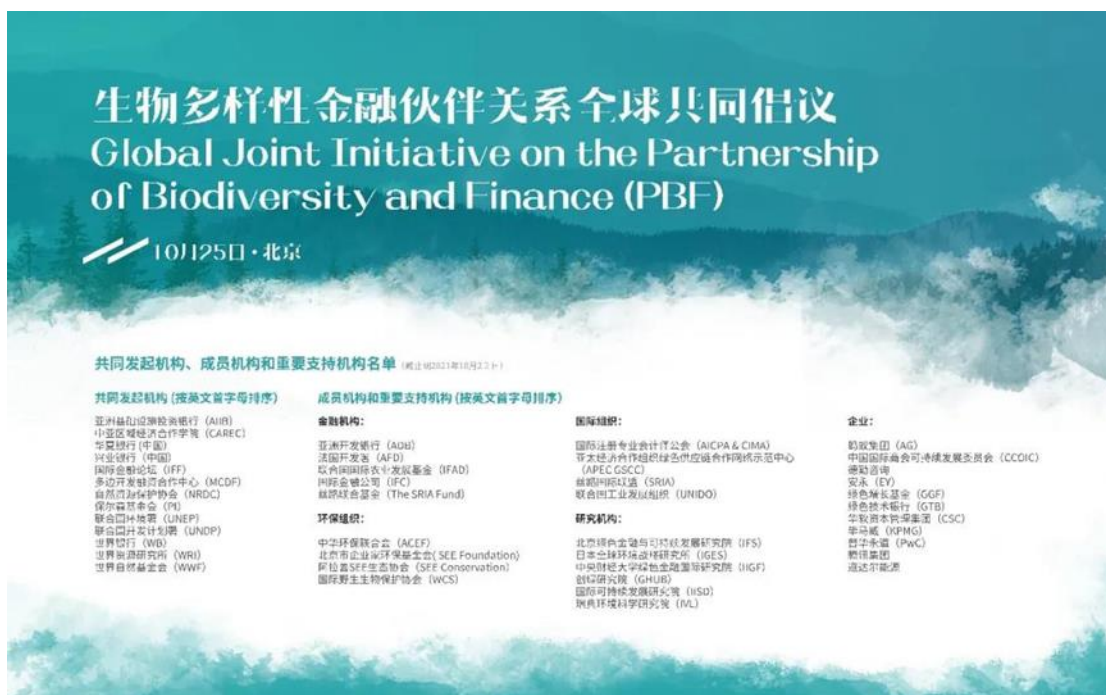 生物多样性金融伙伴关系全球共同倡议
Global Joint Initiative on the Partnership
of Biodiversity and Finance (PBF)
10月25日·北京
共同发起机构、成员机构和重要支持机构名单
共同发起机构 (按英文首字母排序)
亚洲基础设施投资银行（AIIB）
中亚区域经济合作学院（CAREC）
华夏银行 (中国)
兴业银行（中国）
国际金融论坛（IFF）
多边开发融资合作中心（MCDF）
自然资源保护协会（NRDC）
保尔森基金会（PI）
联合国环境署（UNEP）
联合国开发计划署（UNDP）
世界银行（WB）
世界资源研究所（WRI）
世界自然基金会（WWF）
成员机构和重要支持机构 (按英文首字母排序)
金融机构：
亚洲开发银行（ADB）
法国开发署（AFD）
联合国国际农业发展基金（IFAD）
国际金融公司（IFC）
丝路联合基金（The SRIA Fund）
环保组织：
中华环保联合会（ACEF）
北京市企业家环保基金会( SEE Foundation)
阿拉善SEE生态协会（SEE Conservation）
国际野生生物保护协会（WCS）
国际组织：
国际注册专业会计师公会（AICPA & CIMA）
亚太经济合作组织绿色供应链合作网络示范中心
（APEC GSCC）
丝路国际联盟（SRIA）
联合国工业发展组织（UNIDO）
研究机构：
北京绿色金融与可持续发展研究院（IFS）
日本全球环境战略研究所（IGES）
中央财经大学绿色金融国际研究院（IIGF）
创绿研究院（GHUB）
国际可持续发展研究院（IISD）
瑞典环境科学研究院（IVL）
企业：
蚂蚁集团（AG）
中国国际商会可持续发展委员会（CCOIC）
德勤咨询
安永（EY）
绿色增长基金（GGF）
绿色技术银行（GTB）
华软资本管理集团（CSC）
毕马威（KPMG）
普华永道（PwC）
腾讯集团
道达尔能源